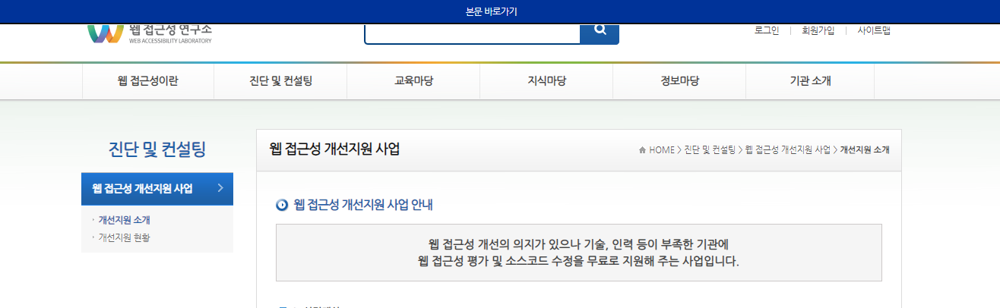 본문 바로가기
웹 접근성 연구소
WEB ACCESSIBILITY LABORATORY
로그인 | 회원가입 | 사이트맵
웹 접근성이란 진단 및 컨설팅 교육마당 지식마당 정보마당 기관 소개
진단 및 컨설팅
웹 접근성 개선지원 사업
개선지원 소개
개선지원 현황
웹 접근성 개선지원 사업
HOME > 진단 및 컨설팅 > 웹 접근성 개선지원 사업 > 개선지원 소개
웹 접근성 개선지원 사업 안내
웹 접근성 개선의 의지가 있으나 기술, 인력 등이 부족한 기관에
웹 접근성 평가 및 소스코드 수정을 무료로 지원해 주는 사업입니다.